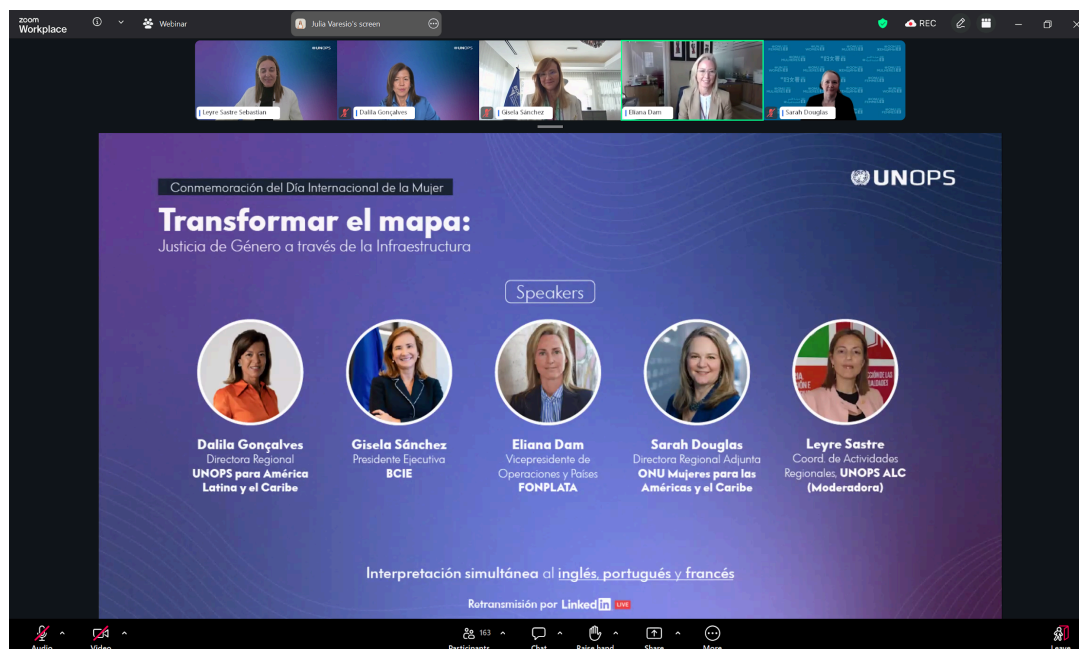 zoom
Workplace
Webinar
Julia Varesio's screen
REC
UNOPS
UNOPS
Leyre Sastre Sebastian
Dalila Gonçalves
Gisela Sánchez
Eliana Dam
Sarah Douglas
Conmemoración del Día Internacional de la Mujer
UNOPS
Transformar el mapa:
Justicia de Género a través de la Infraestructura
Speakers
Dalila Gonçalves
Directora Regional
UNOPS para América
Latina y el Caribe
Gisela Sánchez
Presidente Ejecutiva
BCIE
Eliana Dam
Vicepresidente de
Operaciones y Países
FONPLATA
Sarah Douglas
Directora Regional Adjunta
ONU Mujeres para las
Américas y el Caribe
Leyre Sastre
Coord. de Actividades
Regionales, UNOPS ALC
(Moderadora)
Interpretación simultánea al inglés, portugués y francés
Retransmisión por Linked in LIVE
Audio
Video
163
Participants
Chat
Raise hand
Share
More
Leave